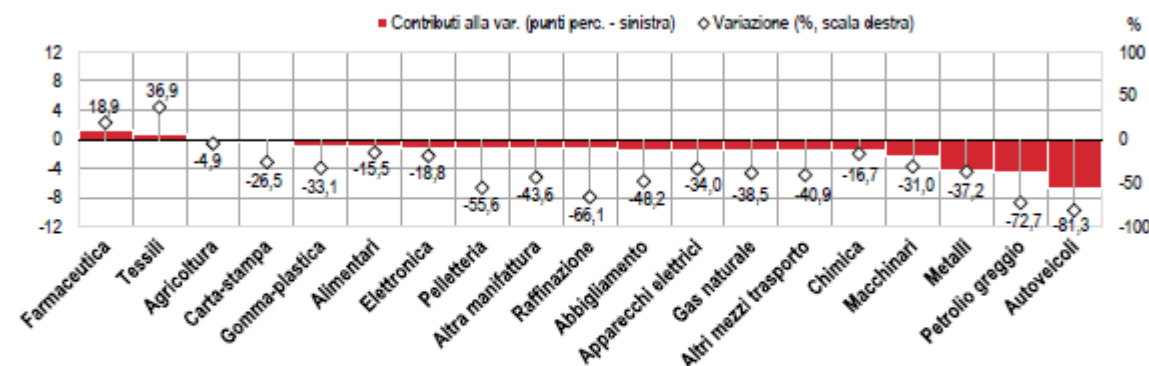 Contributi alla var. (punti perc. - sinistra) Variazione (%, scala destra)
%
12 100
8
4 50
0 0
-4
-8 -50
-12 -100
18,9
36,9
-4,9
-26,5
-33,1
-15,5
-18,8
-55,6
-43,6
-66,1
-48,2
-34,0
-38,5
-40,9
-16,7
-31,0
-37,2
-72,7
-81,3
Farmaceutica
Tessili
Agricoltura
Carta-stampa
Gomma-plastica
Alimentari
Elettronica
Pelletteria
Altra manifattura
Raffinazione
Abbigliamento
Apparecchi elettrici
Gas naturale
Altri mezzi trasporto
Chimica
Macchinari
Metalli
Petrolio greggio
Autoveicoli